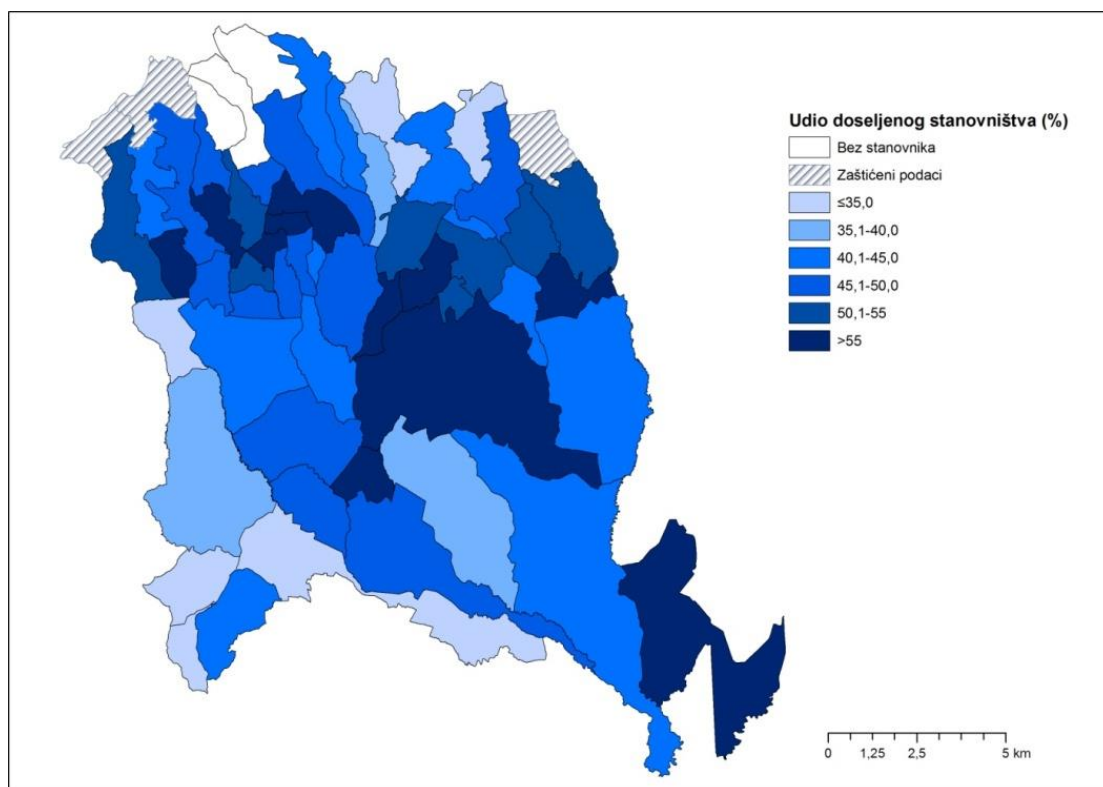 Udio doseljenog stanovništva (%)
Bez stanovnika
Zaštićeni podaci
≤35,0
35,1-40,0
40,1-45,0
45,1-50,0
50,1-55
>55
0 1,25 2,5 5 km